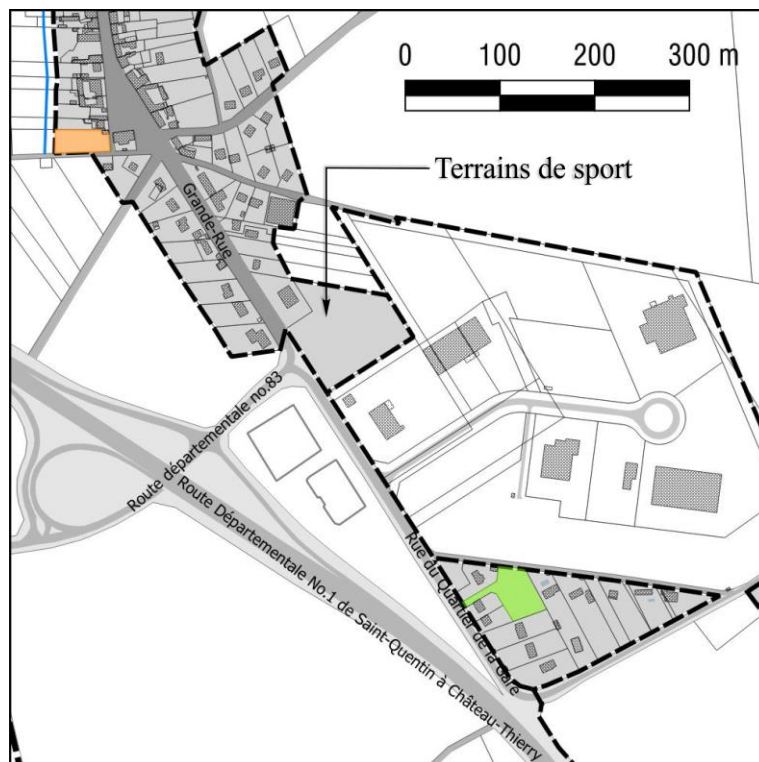 0 100 200 300 m
Terrains de sport
Grande-Rue
Route départementale no.83
Route Départementale No.1 de Saint-Quentin à Château-Thierry
Rue du Quartier de la Gare